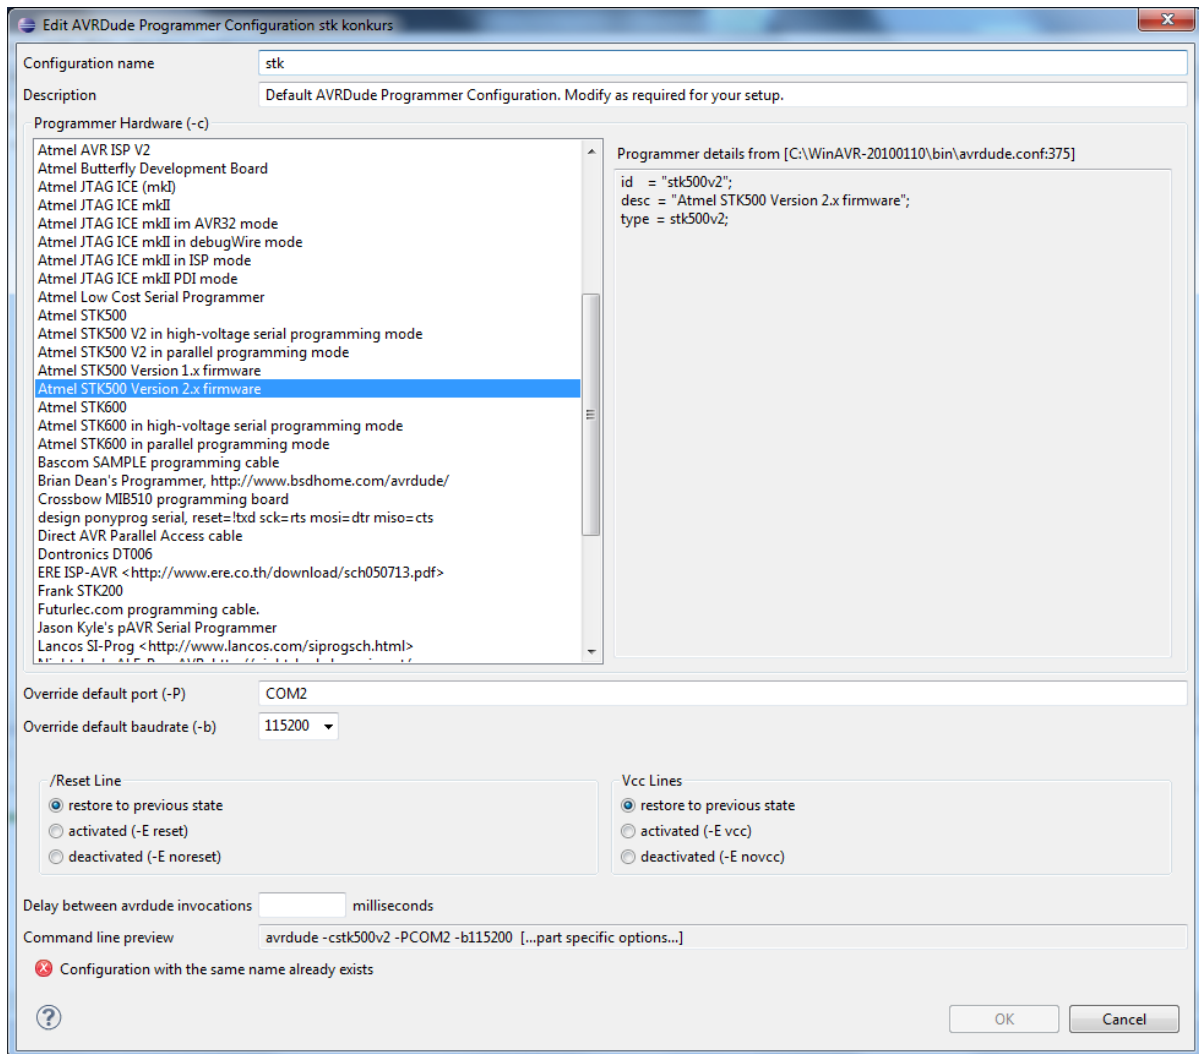 Edit AVRDude Programmer Configuration stk konkurs
Configuration name stk
Description Default AVRDude Programmer Configuration. Modify as required for your setup.
Programmer Hardware (-c)
Atmel AVR ISP V2
Atmel Butterfly Development Board
Atmel JTAG ICE (mkI)
Atmel JTAG ICE mkII
Atmel JTAG ICE mkII im AVR32 mode
Atmel JTAG ICE mkII in debugWire mode
Atmel JTAG ICE mkII in ISP mode
Atmel JTAG ICE mkII PDI mode
Atmel Low Cost Serial Programmer
Atmel STK500
Atmel STK500 V2 in high-voltage serial programming mode
Atmel STK500 V2 in parallel programming mode
Atmel STK500 Version 1.x firmware
Atmel STK500 Version 2.x firmware
Atmel STK600
Atmel STK600 in high-voltage serial programming mode
Atmel STK600 in parallel programming mode
Bascom SAMPLE programming cable
Brian Dean's Programmer, http://www.bsdhome.com/avrdude/
Crossbow MIB510 programming board
design ponyprog serial, reset=!txd sck=rts mosi=dtr miso=cts
Direct AVR Parallel Access cable
Dontronics DT006
ERE ISP-AVR <http://www.ere.co.th/download/sch050713.pdf>
Frank STK200
Futurlec.com programming cable.
Jason Kyle's pAVR Serial Programmer
Lancos SI-Prog <http://www.lancos.com/siprogsch.html>
Programmer details from [C:\WinAVR-20100110\bin\avrdude.conf:375]
id = "stk500v2";
desc = "Atmel STK500 Version 2.x firmware";
type = stk500v2;
Override default port (-P) COM2
Override default baudrate (-b) 115200
/Reset Line
restore to previous state
activated (-E reset)
deactivated (-E noreset)
Vcc Lines
restore to previous state
activated (-E vcc)
deactivated (-E novcc)
Delay between avrdude invocations milliseconds
Command line preview avrdude -cstk500v2 -PCOM2 -b115200 [...part specific options...]
Configuration with the same name already exists
OK Cancel